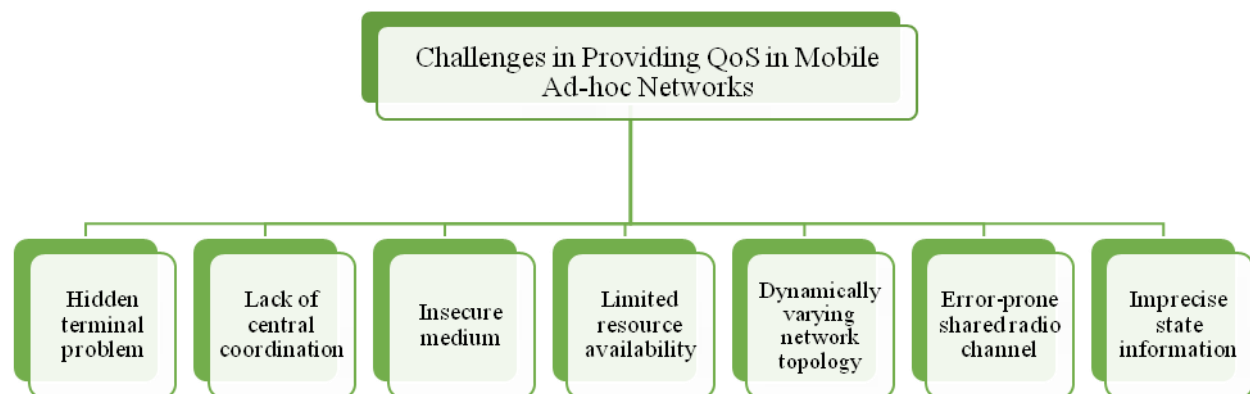 Challenges in Providing QoS in Mobile
Ad-hoc Networks
Hidden
terminal
problem
Lack of
central
coordination
Insecure
medium
Limited
resource
availability
Dynamically
varying
network
topology
Error-prone
shared radio
channel
Imprecise
state
information